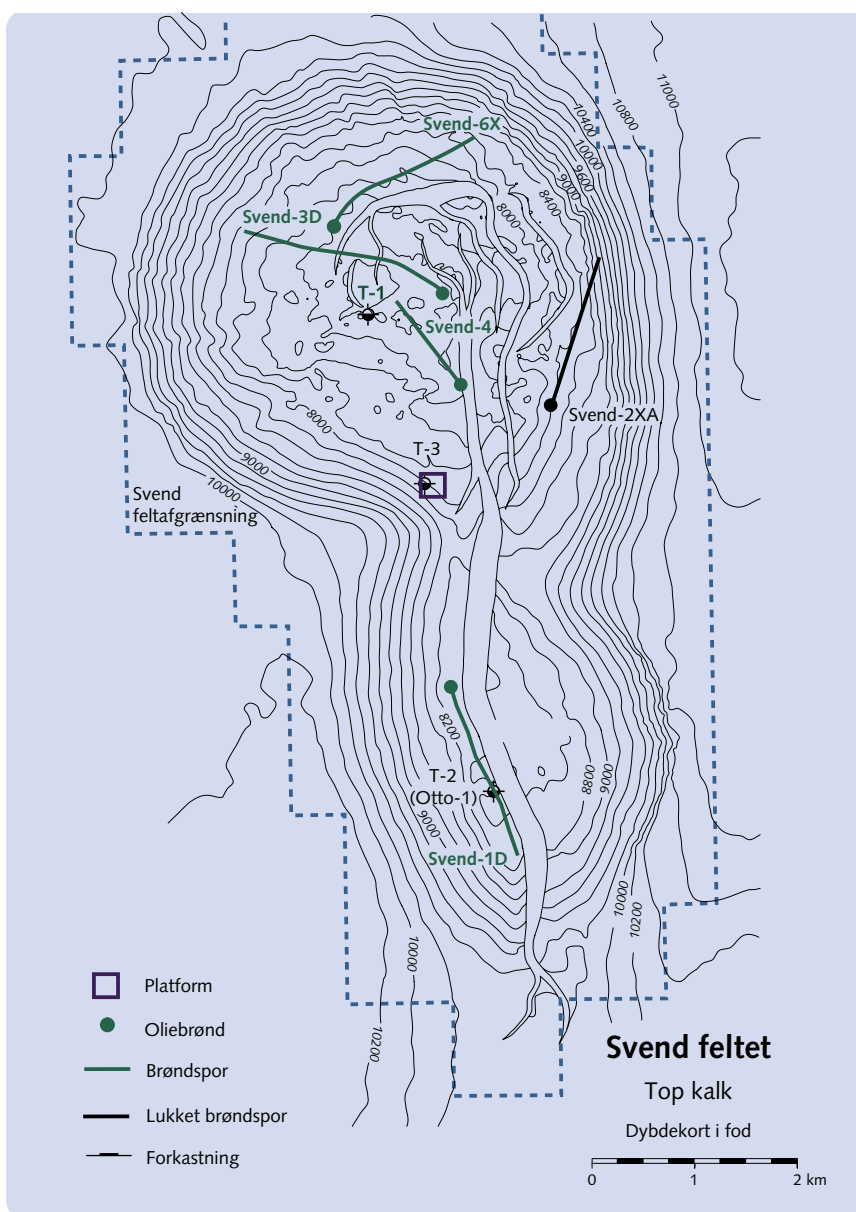 11000
10800
10400
10000
9600
9000
8400
8000
Svend-6X
Svend-3D
T-1
Svend-4
Svend-2XA
8000
T-3
9000
10000
Svend
feltafgrænsning
8200
T-2
(Otto-1)
8800
9000
9000
Svend-1D
10000
10200
10000
10200
Platform
Oliebrønd
Brøndspor
Lukket brøndspor
Forkastning
Svend feltet
Top kalk
Dybdekort i fod
0 1 2 km